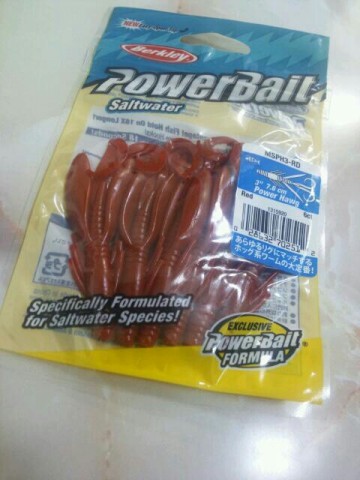 Berkley
PowerBait
Saltwater
MSPH3-RD
3" 7.6 cm
Power Hawg
Red
あらゆるリグにマッチする
ホッグ系ワームの大定番!
Specifically Formulated
for Saltwater Species!
EXCLUSIVE
PowerBait
FORMULA